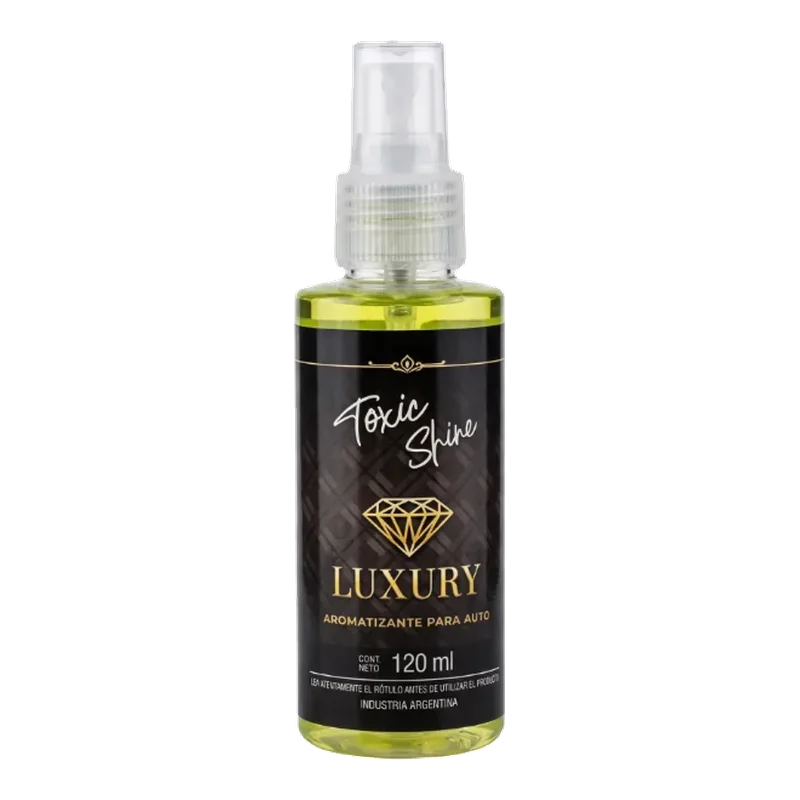 Toxic
Shine
LUXURY
AROMATIZANTE PARA AUTO
CONT. NETO 120 ml
LEA ATENTAMENTE EL RÓTULO ANTES DE UTILIZAR EL PRODUCTO
INDUSTRIA ARGENTINA